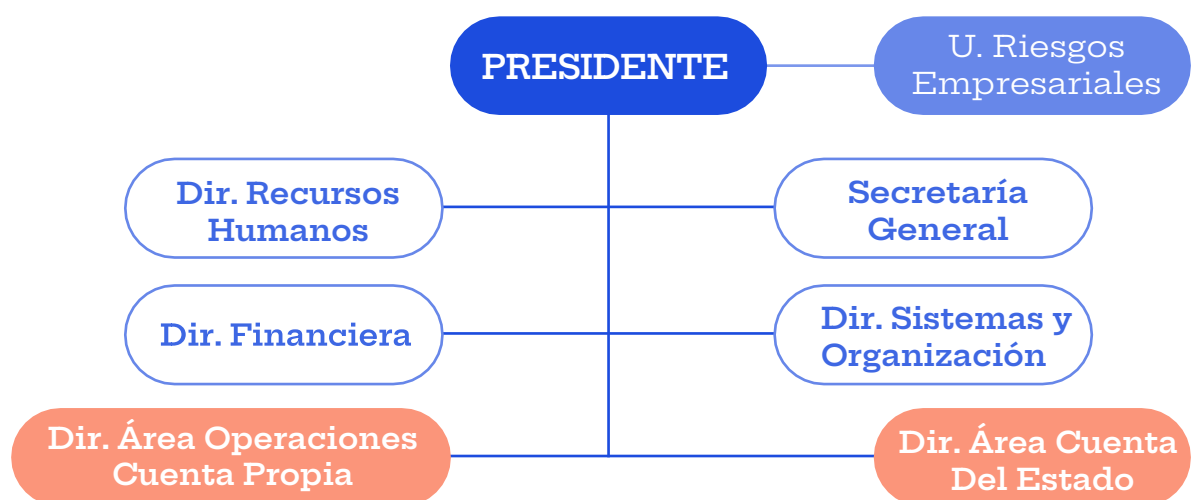 PRESIDENTE
U. Riesgos
Empresariales
Dir. Recursos
Humanos
Secretaría
General
Dir. Financiera
Dir. Sistemas y
Organización
Dir. Área Operaciones
Cuenta Propia
Dir. Área Cuenta
Del Estado